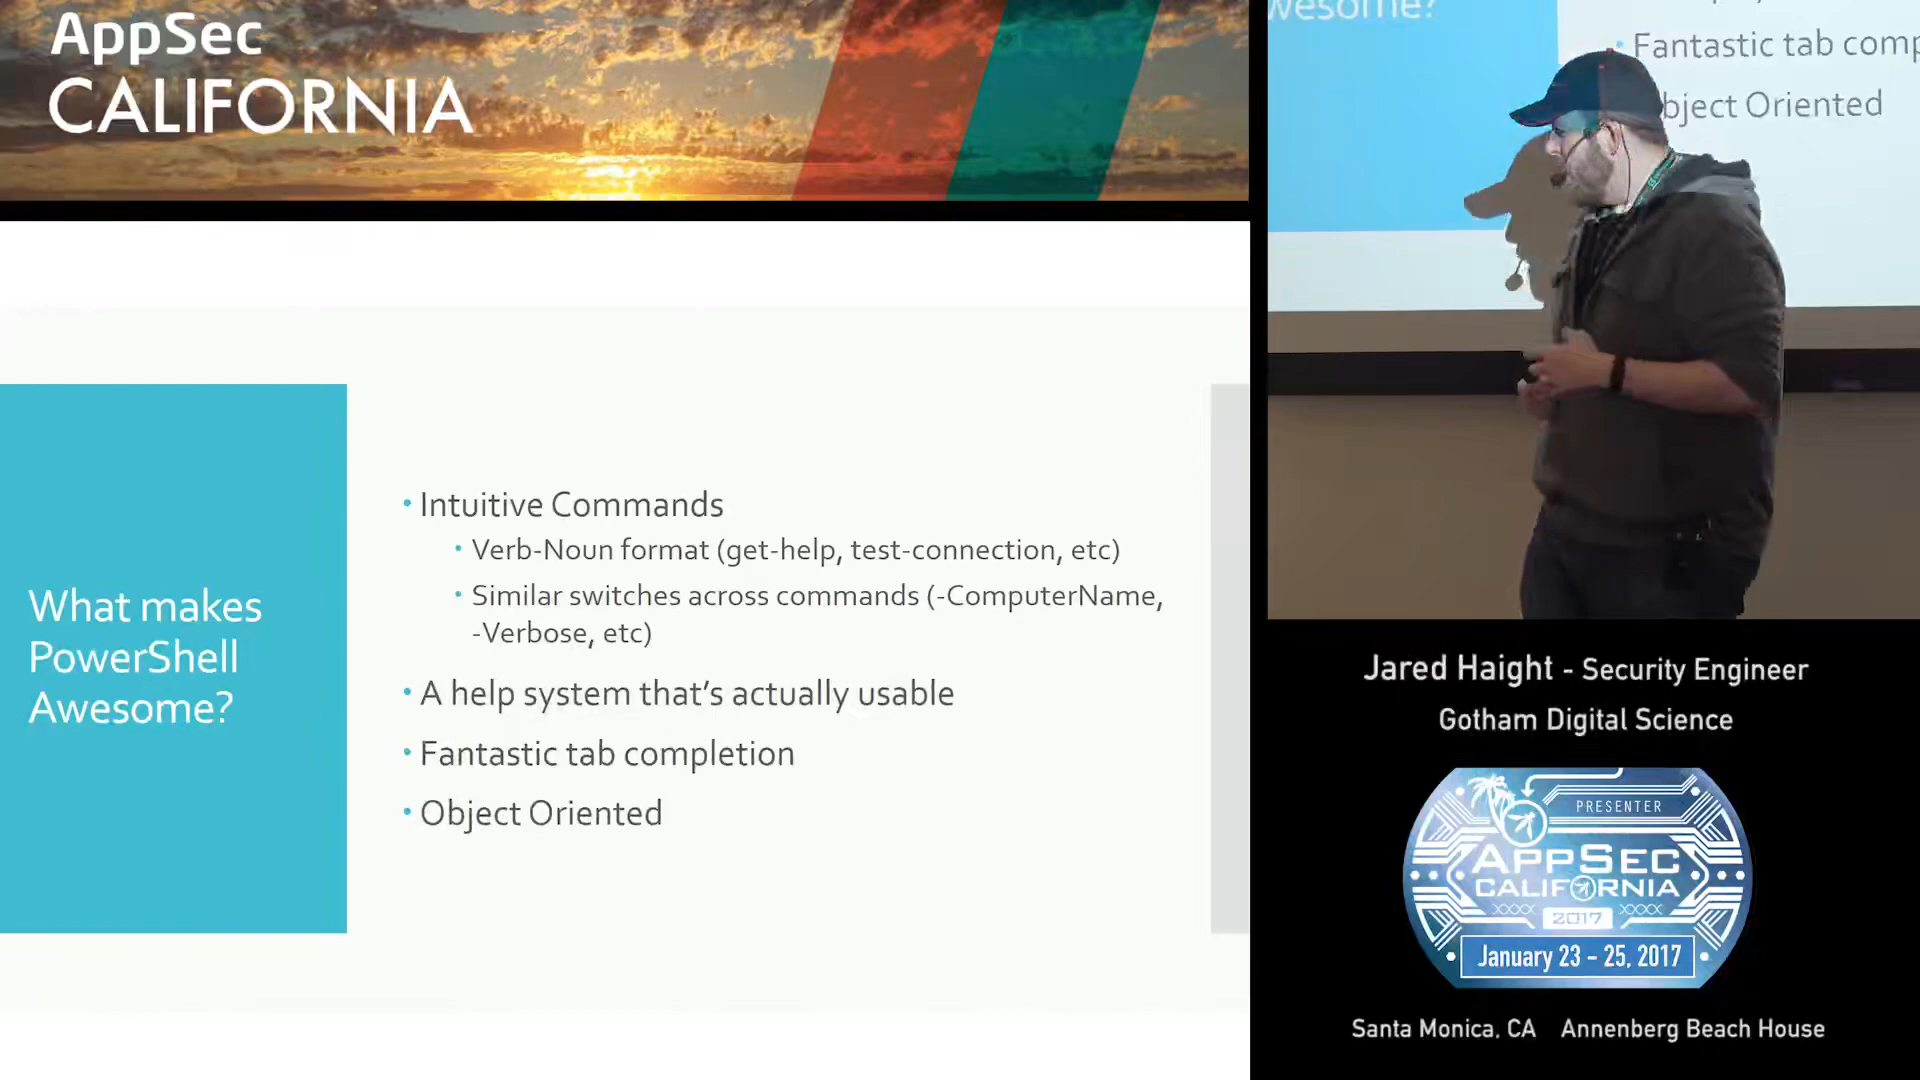 AppSec
CALIFORNIA
What makes
PowerShell
Awesome?
• Intuitive Commands
• Verb-Noun format (get-help, test-connection, etc)
• Similar switches across commands (-ComputerName,
-Verbose, etc)
• A help system that's actually usable
• Fantastic tab completion
• Object Oriented
wesome?
• Fantastic tab comp
bject Oriented
Jared Haight - Security Engineer
Gotham Digital Science
PRESENTER
APPSEC
CALIFORNIA
2017
January 23 - 25, 2017
Santa Monica, CA Annenberg Beach House